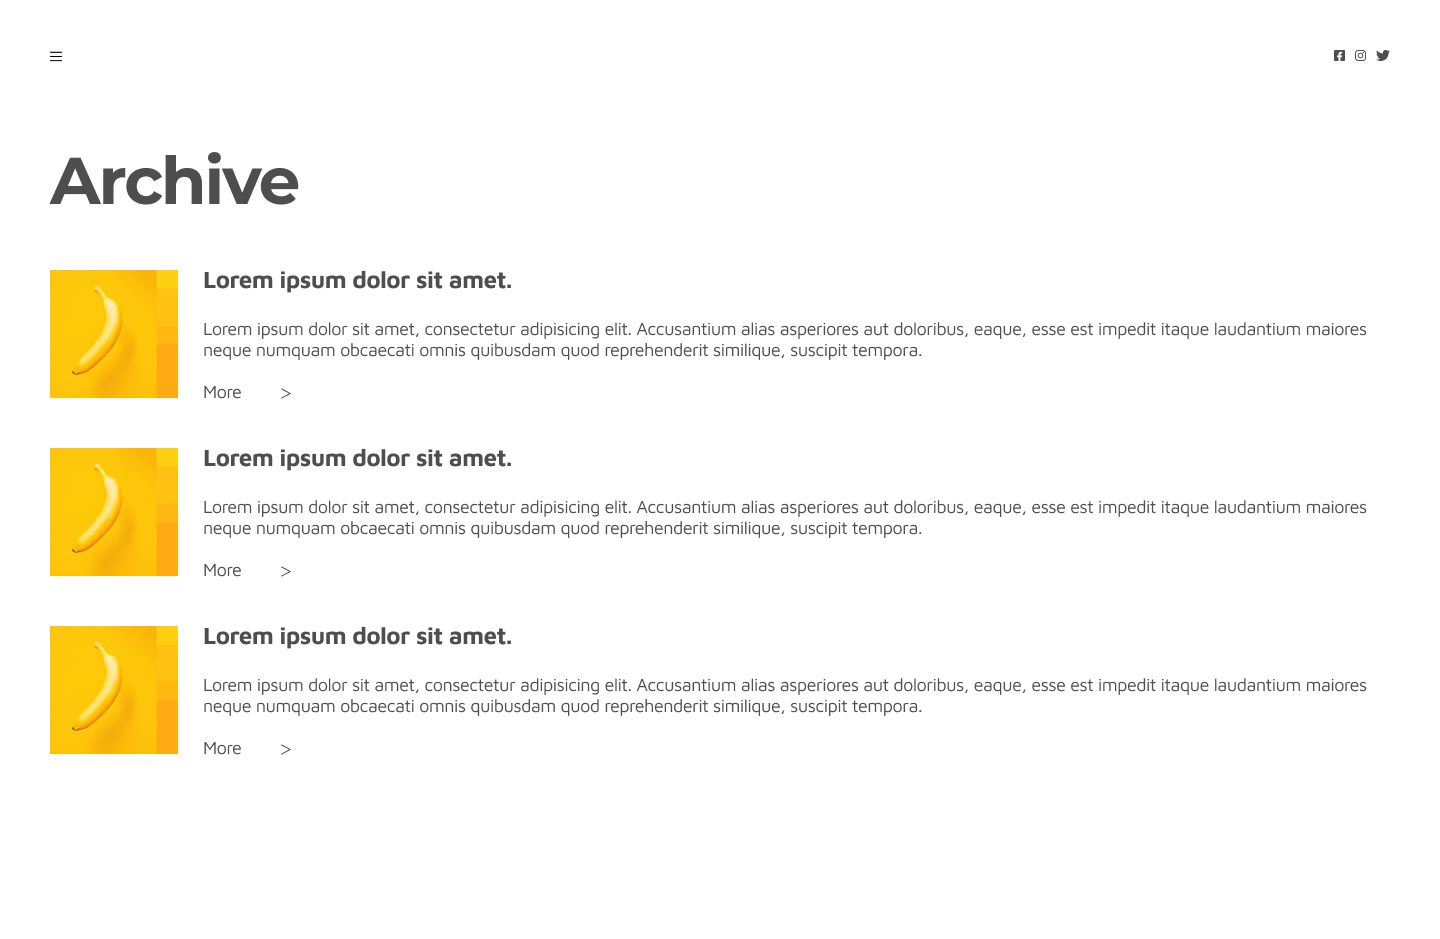 Archive
Lorem ipsum dolor sit amet.
Lorem ipsum dolor sit amet, consectetur adipisicing elit. Accusantium alias asperiores aut doloribus, eaque, esse est impedit itaque laudantium maiores
neque numquam obcaecati omnis quibusdam quod reprehenderit similique, suscipit tempora.
More >
Lorem ipsum dolor sit amet.
Lorem ipsum dolor sit amet, consectetur adipisicing elit. Accusantium alias asperiores aut doloribus, eaque, esse est impedit itaque laudantium maiores
neque numquam obcaecati omnis quibusdam quod reprehenderit similique, suscipit tempora.
More >
Lorem ipsum dolor sit amet.
Lorem ipsum dolor sit amet, consectetur adipisicing elit. Accusantium alias asperiores aut doloribus, eaque, esse est impedit itaque laudantium maiores
neque numquam obcaecati omnis quibusdam quod reprehenderit similique, suscipit tempora.
More >